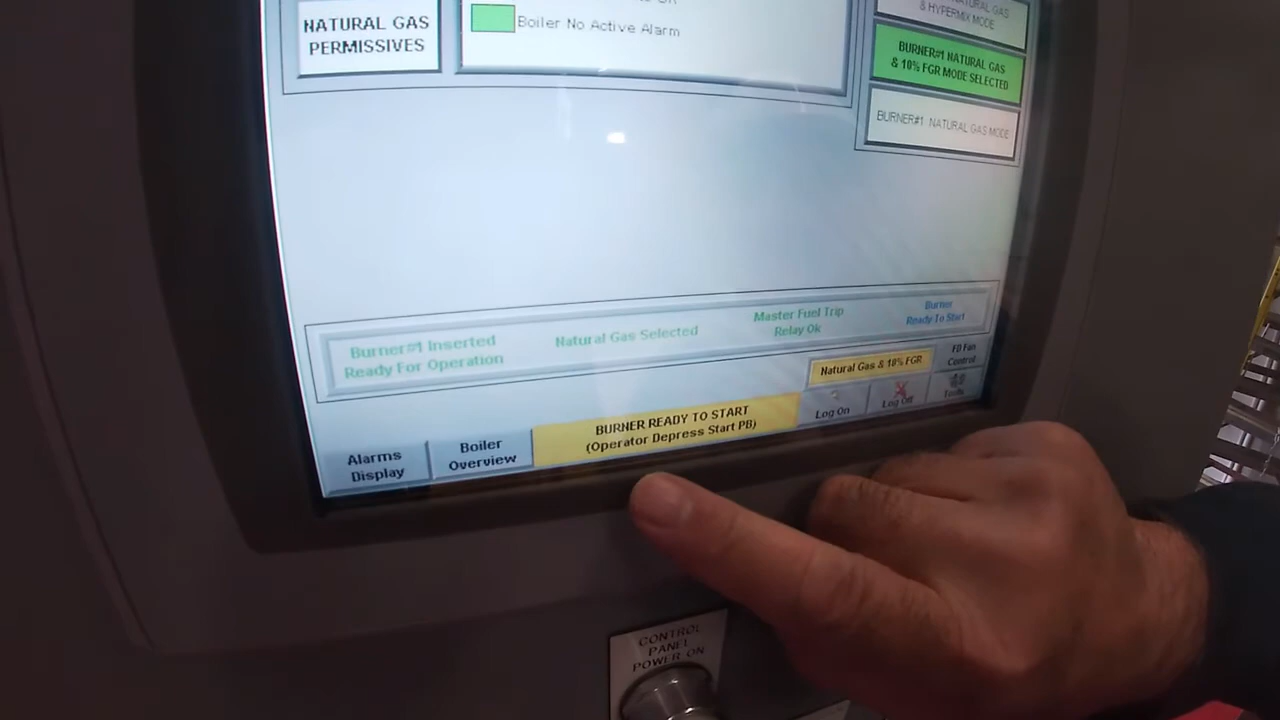 NATURAL GAS
PERMISSIVES
Boiler No Active Alarm
NATURAL GAS
& HYPERMIX MODE
BURNER#1 NATURAL GAS
& 10% FGR MODE SELECTED
BURNER#1 NATURAL GAS MODE
Burner#1 Inserted
Ready For Operation
Natural Gas Selected
Master Fuel Trip
Relay Ok
Burner
Ready To Start
Natural Gas & 10% FGR
FD Fan
Control
Alarms
Display
Boiler
Overview
BURNER READY TO START
(Operator Depress Start PB)
Log On
Log Off
Tools
CONTROL
PANEL
POWER ON